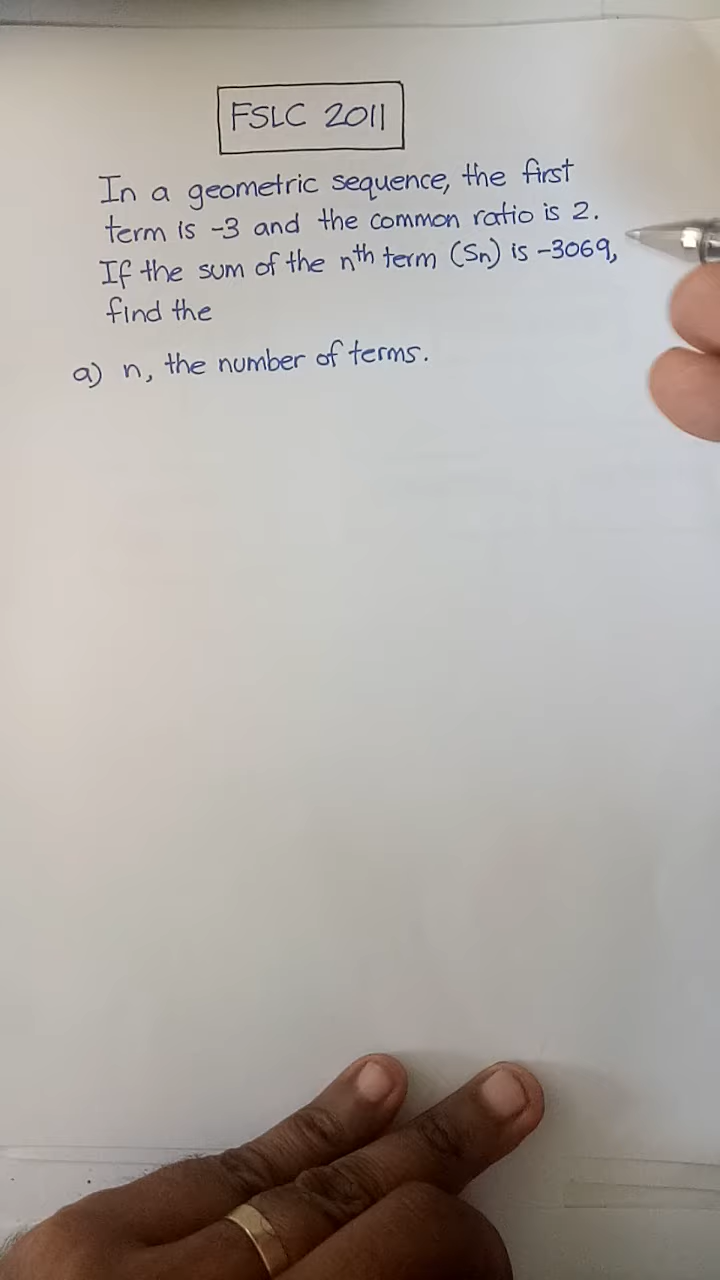 FSLC 2011
In a geometric sequence, the first
term is -3 and the common ratio is 2.
If the sum of the nth term (Sn) is -3069,
find the
a) n, the number of terms.